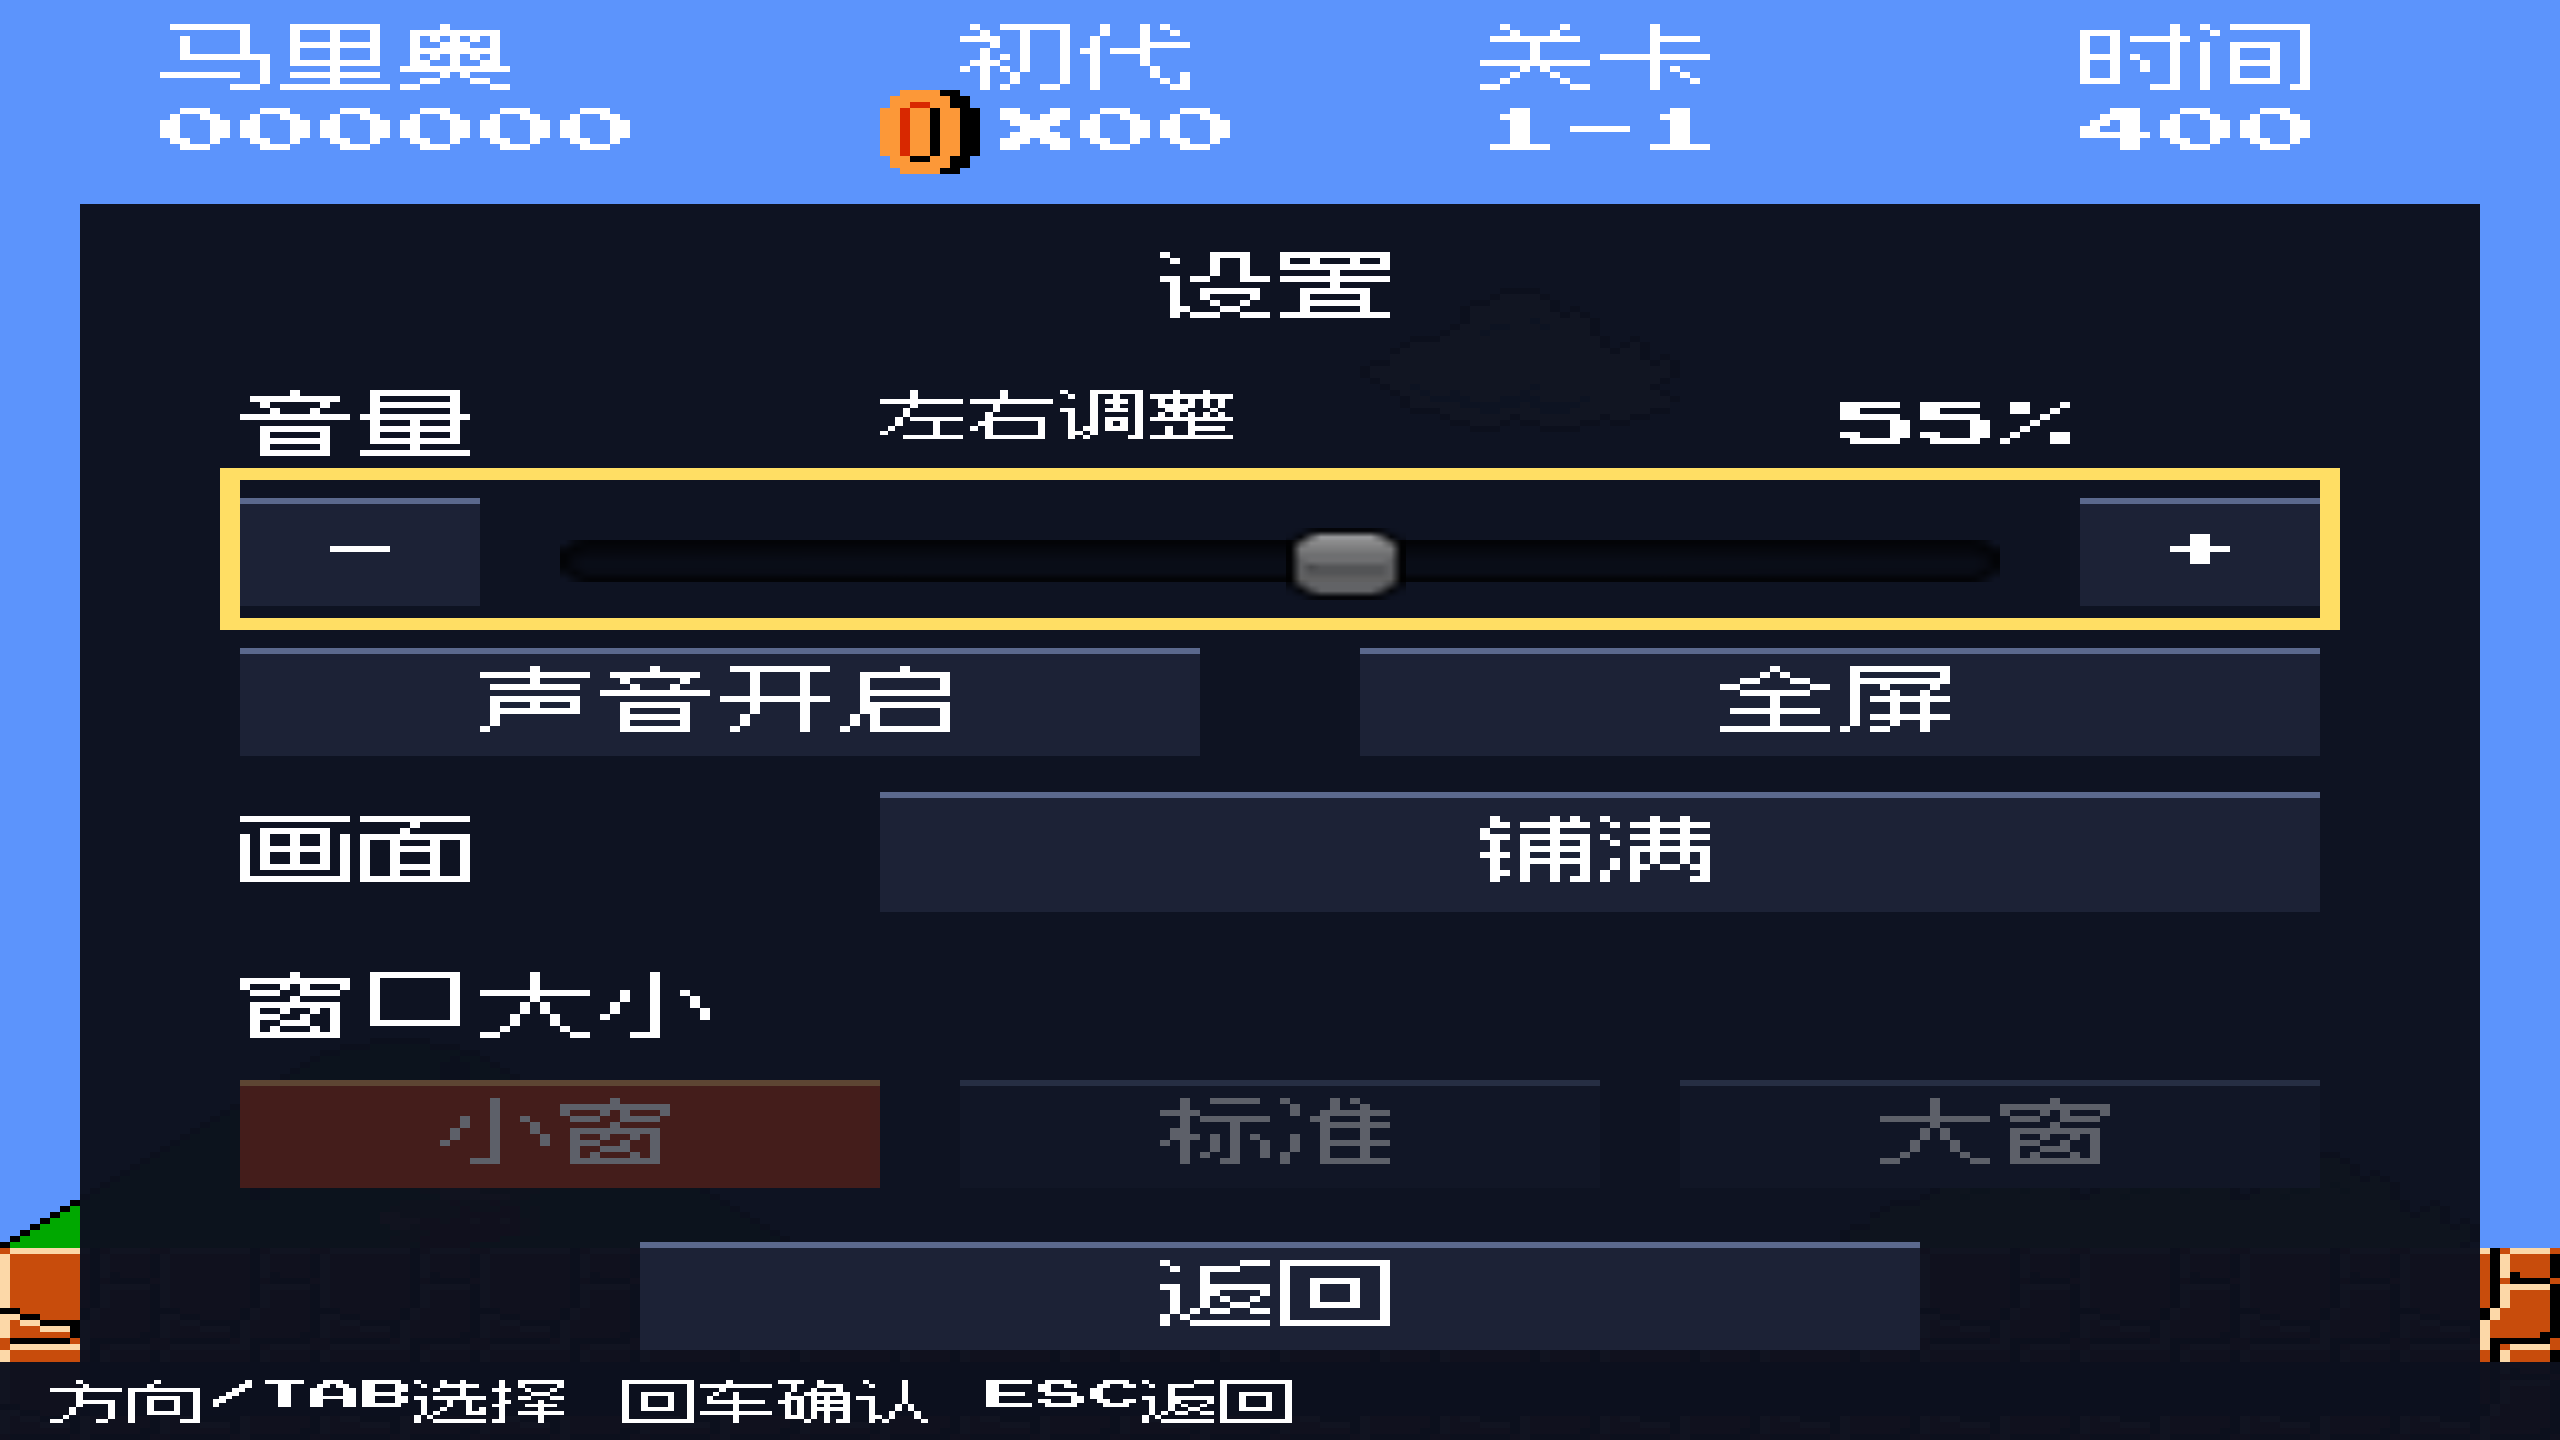 马里奥 初代 关卡 时间
000000 ×00 1-1 400
设置
音量 左右调整 55%
- +
声音开启 全屏
画面 铺满
窗口大小
小窗 标准 大窗
返回
方向/TAB选择 回车确认 ESC返回